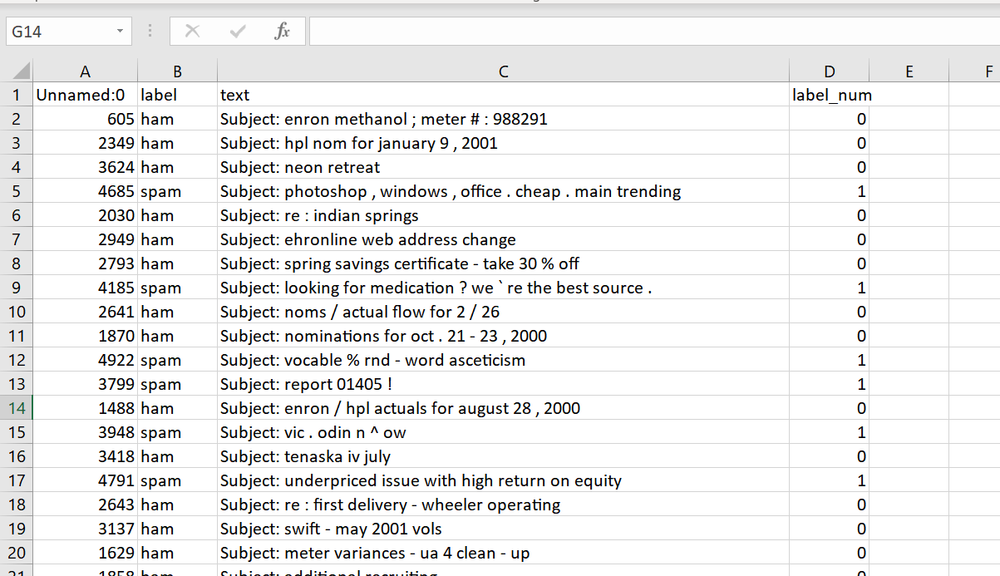 G14 fx
A B C D E F
1 Unnamed:0 label text label_num
2 605 ham Subject: enron methanol ; meter # : 988291 0
3 2349 ham Subject: hpl nom for january 9 , 2001 0
4 3624 ham Subject: neon retreat 0
5 4685 spam Subject: photoshop , windows , office . cheap . main trending 1
6 2030 ham Subject: re : indian springs 0
7 2949 ham Subject: ehronline web address change 0
8 2793 ham Subject: spring savings certificate - take 30 % off 0
9 4185 spam Subject: looking for medication ? we ` re the best source . 1
10 2641 ham Subject: noms / actual flow for 2 / 26 0
11 1870 ham Subject: nominations for oct . 21 - 23 , 2000 0
12 4922 spam Subject: vocable % rnd - word asceticism 1
13 3799 spam Subject: report 01405 ! 1
14 1488 ham Subject: enron / hpl actuals for august 28 , 2000 0
15 3948 spam Subject: vic . odin n ^ ow 1
16 3418 ham Subject: tenaska iv july 0
17 4791 spam Subject: underpriced issue with high return on equity 1
18 2643 ham Subject: re : first delivery - wheeler operating 0
19 3137 ham Subject: swift - may 2001 vols 0
20 1629 ham Subject: meter variances - ua 4 clean - up 0
21 1858 ham Subject: additional recruiting 0